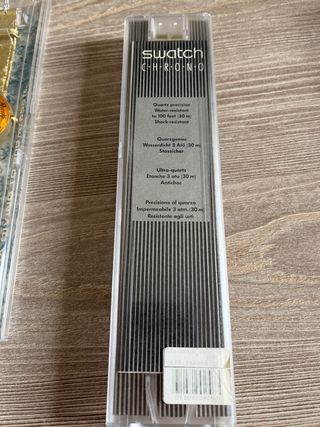 swatch
C·H·R·O·N·O
Quartz precision
Water-resistant
to 100 feet (30 m)
Shock-resistant
Quarzgenau
Wasserdicht 3 Atü (30 m)
Stossicher
Ultra-quartz
Etanche 3 atu (30 m)
Antichoc
Precisione al quarzo
Impermeabile 3 atm. (30 m)
Resistente agli urti